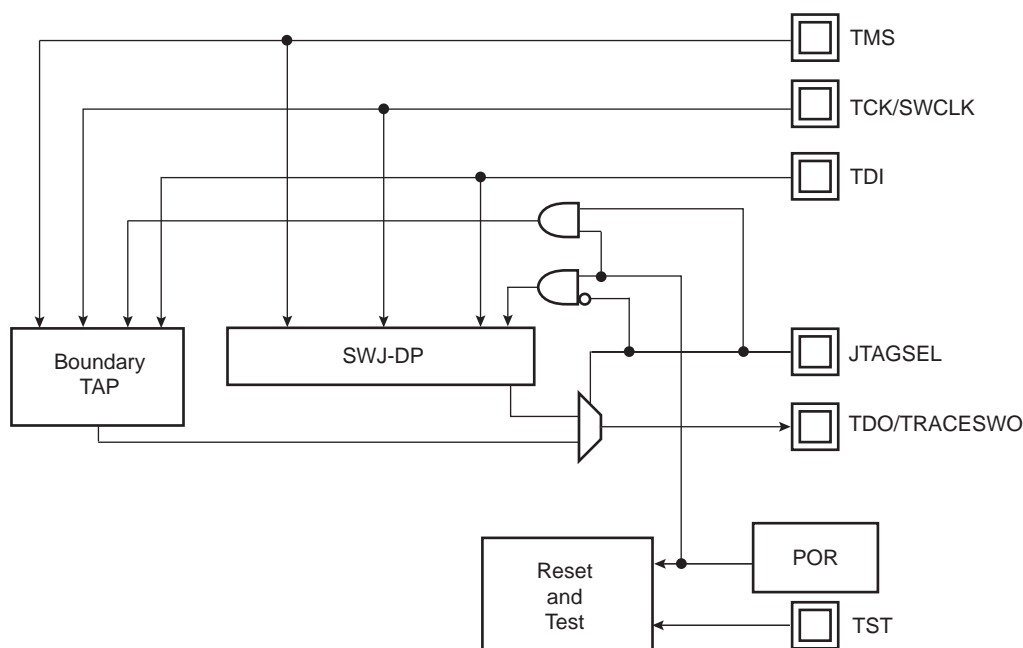 TMS
TCK/SWCLK
TDI
Boundary
TAP
SWJ-DP
JTAGSEL
TDO/TRACESWO
Reset
and
Test
POR
TST